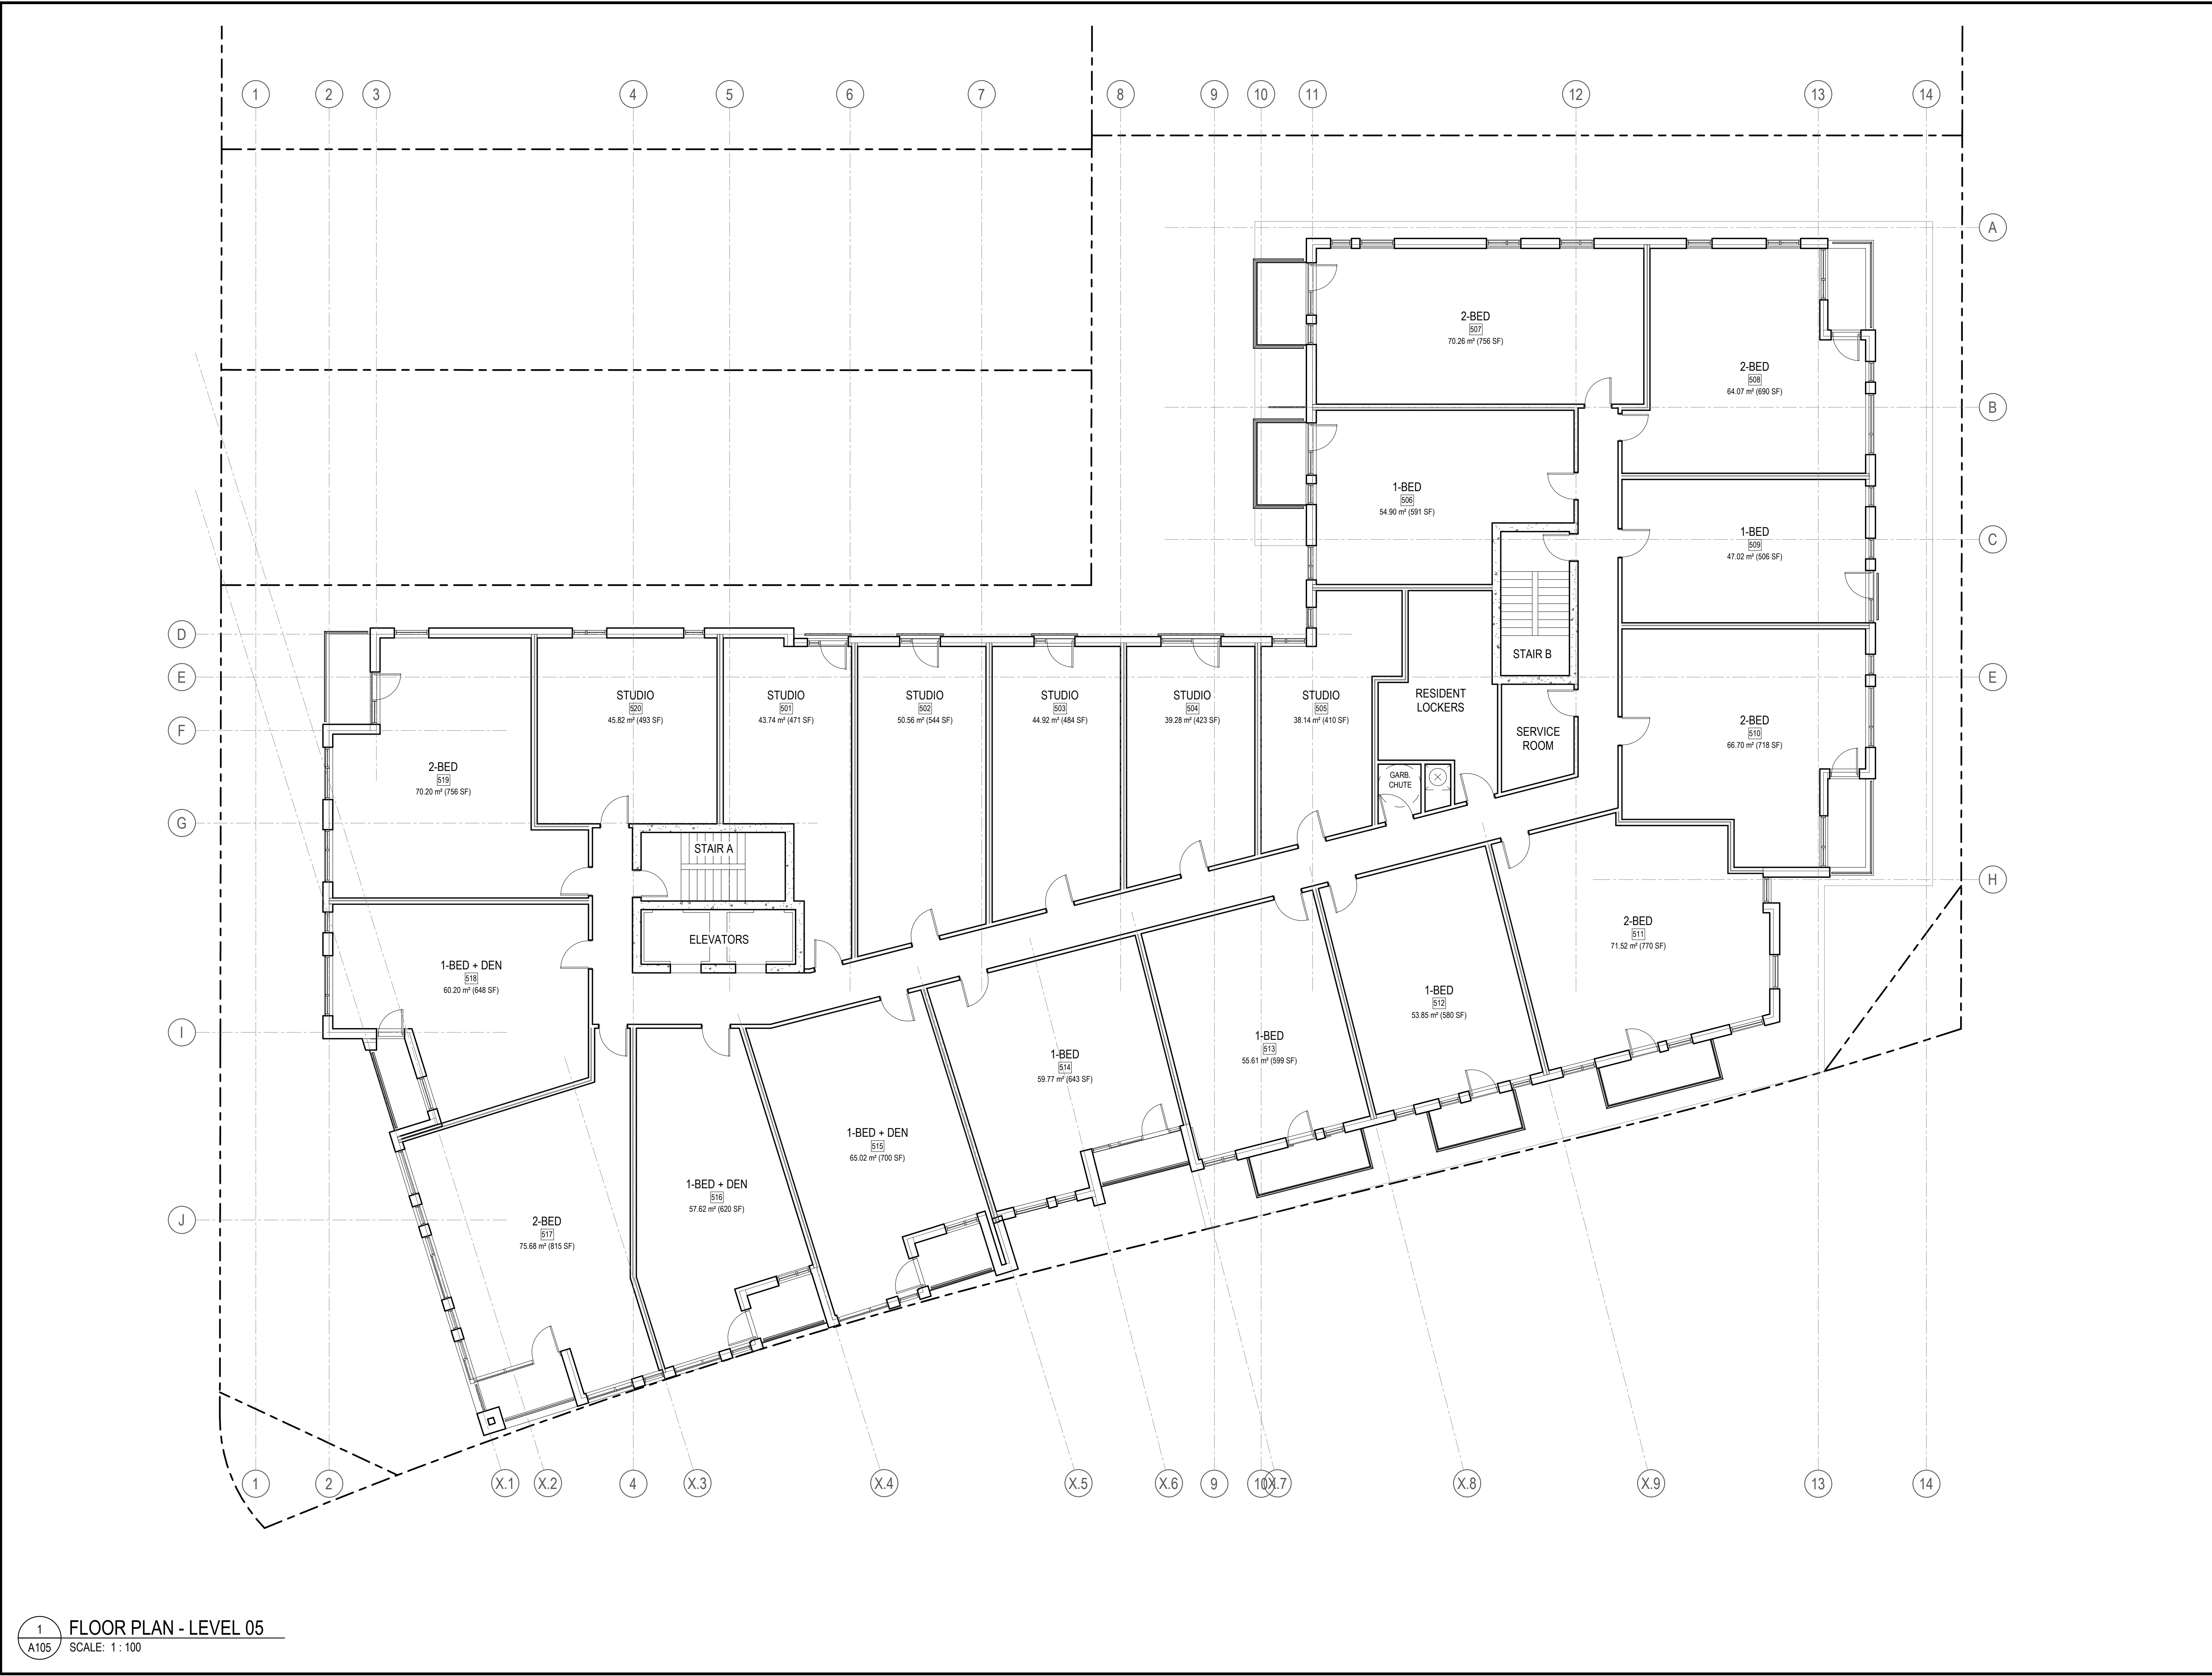 1
2
3
4
5
6
7
8
9
10
11
12
13
14
A
B
C
D
E
E
F
G
H
I
J
2-BED
507
70.26 m² (756 SF)
2-BED
508
64.07 m² (690 SF)
1-BED
506
54.90 m² (591 SF)
1-BED
509
47.02 m² (506 SF)
STAIR B
2-BED
510
66.70 m² (718 SF)
SERVICE
ROOM
RESIDENT
LOCKERS
GARB.
CHUTE
STUDIO
520
45.82 m² (493 SF)
STUDIO
501
43.74 m² (471 SF)
STUDIO
502
50.56 m² (544 SF)
STUDIO
503
44.92 m² (484 SF)
STUDIO
504
39.28 m² (423 SF)
STUDIO
505
38.14 m² (410 SF)
2-BED
519
70.20 m² (756 SF)
STAIR A
ELEVATORS
1-BED + DEN
518
60.20 m² (648 SF)
2-BED
511
71.52 m² (770 SF)
1-BED
512
53.85 m² (580 SF)
1-BED
513
55.61 m² (599 SF)
1-BED
514
59.77 m² (643 SF)
1-BED + DEN
515
65.02 m² (700 SF)
1-BED + DEN
516
57.62 m² (620 SF)
2-BED
517
75.68 m² (815 SF)
1
2
X.1
X.2
4
X.3
X.4
X.5
X.6
9
10
X.7
X.8
X.9
13
14
1
A105
FLOOR PLAN - LEVEL 05
SCALE: 1 : 100